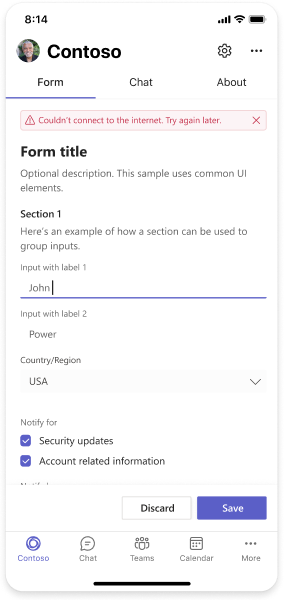 8:14
Contoso
Form Chat About
Couldn't connect to the internet. Try again later.
Form title
Optional description. This sample uses common UI
elements.
Section 1
Here's an example of how a section can be used to
group inputs.
Input with label 1
John
Input with label 2
Power
Country/Region
USA
Notify for
Security updates
Account related information
Discard Save
Contoso Chat Teams Calendar More